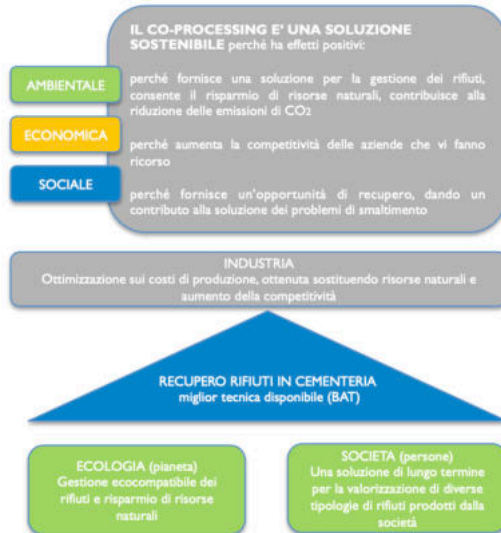 IL CO-PROCESSING E' UNA SOLUZIONE
SOSTENIBILE perché ha effetti positivi:
AMBIENTALE
perché fornisce una soluzione per la gestione dei rifiuti,
consente il risparmio di risorse naturali, contribuisce alla
riduzione delle emissioni di CO2
ECONOMICA
perché aumenta la competitività delle aziende che vi fanno
ricorso
SOCIALE
perché fornisce un'opportunità di recupero, dando un
contributo alla soluzione dei problemi di smaltimento
INDUSTRIA
Ottimizzazione sui costi di produzione, ottenuta sostituendo risorse naturali e
aumento della competitività
RECUPERO RIFIUTI IN CEMENTERIA
miglior tecnica disponibile (BAT)
ECOLOGIA (pianeta)
Gestione ecocompatibile dei
rifiuti e risparmio di risorse
naturali
SOCIETA (persone)
Una soluzione di lungo termine
per la valorizzazione di diverse
tipologie di rifiuti prodotti dalla
società